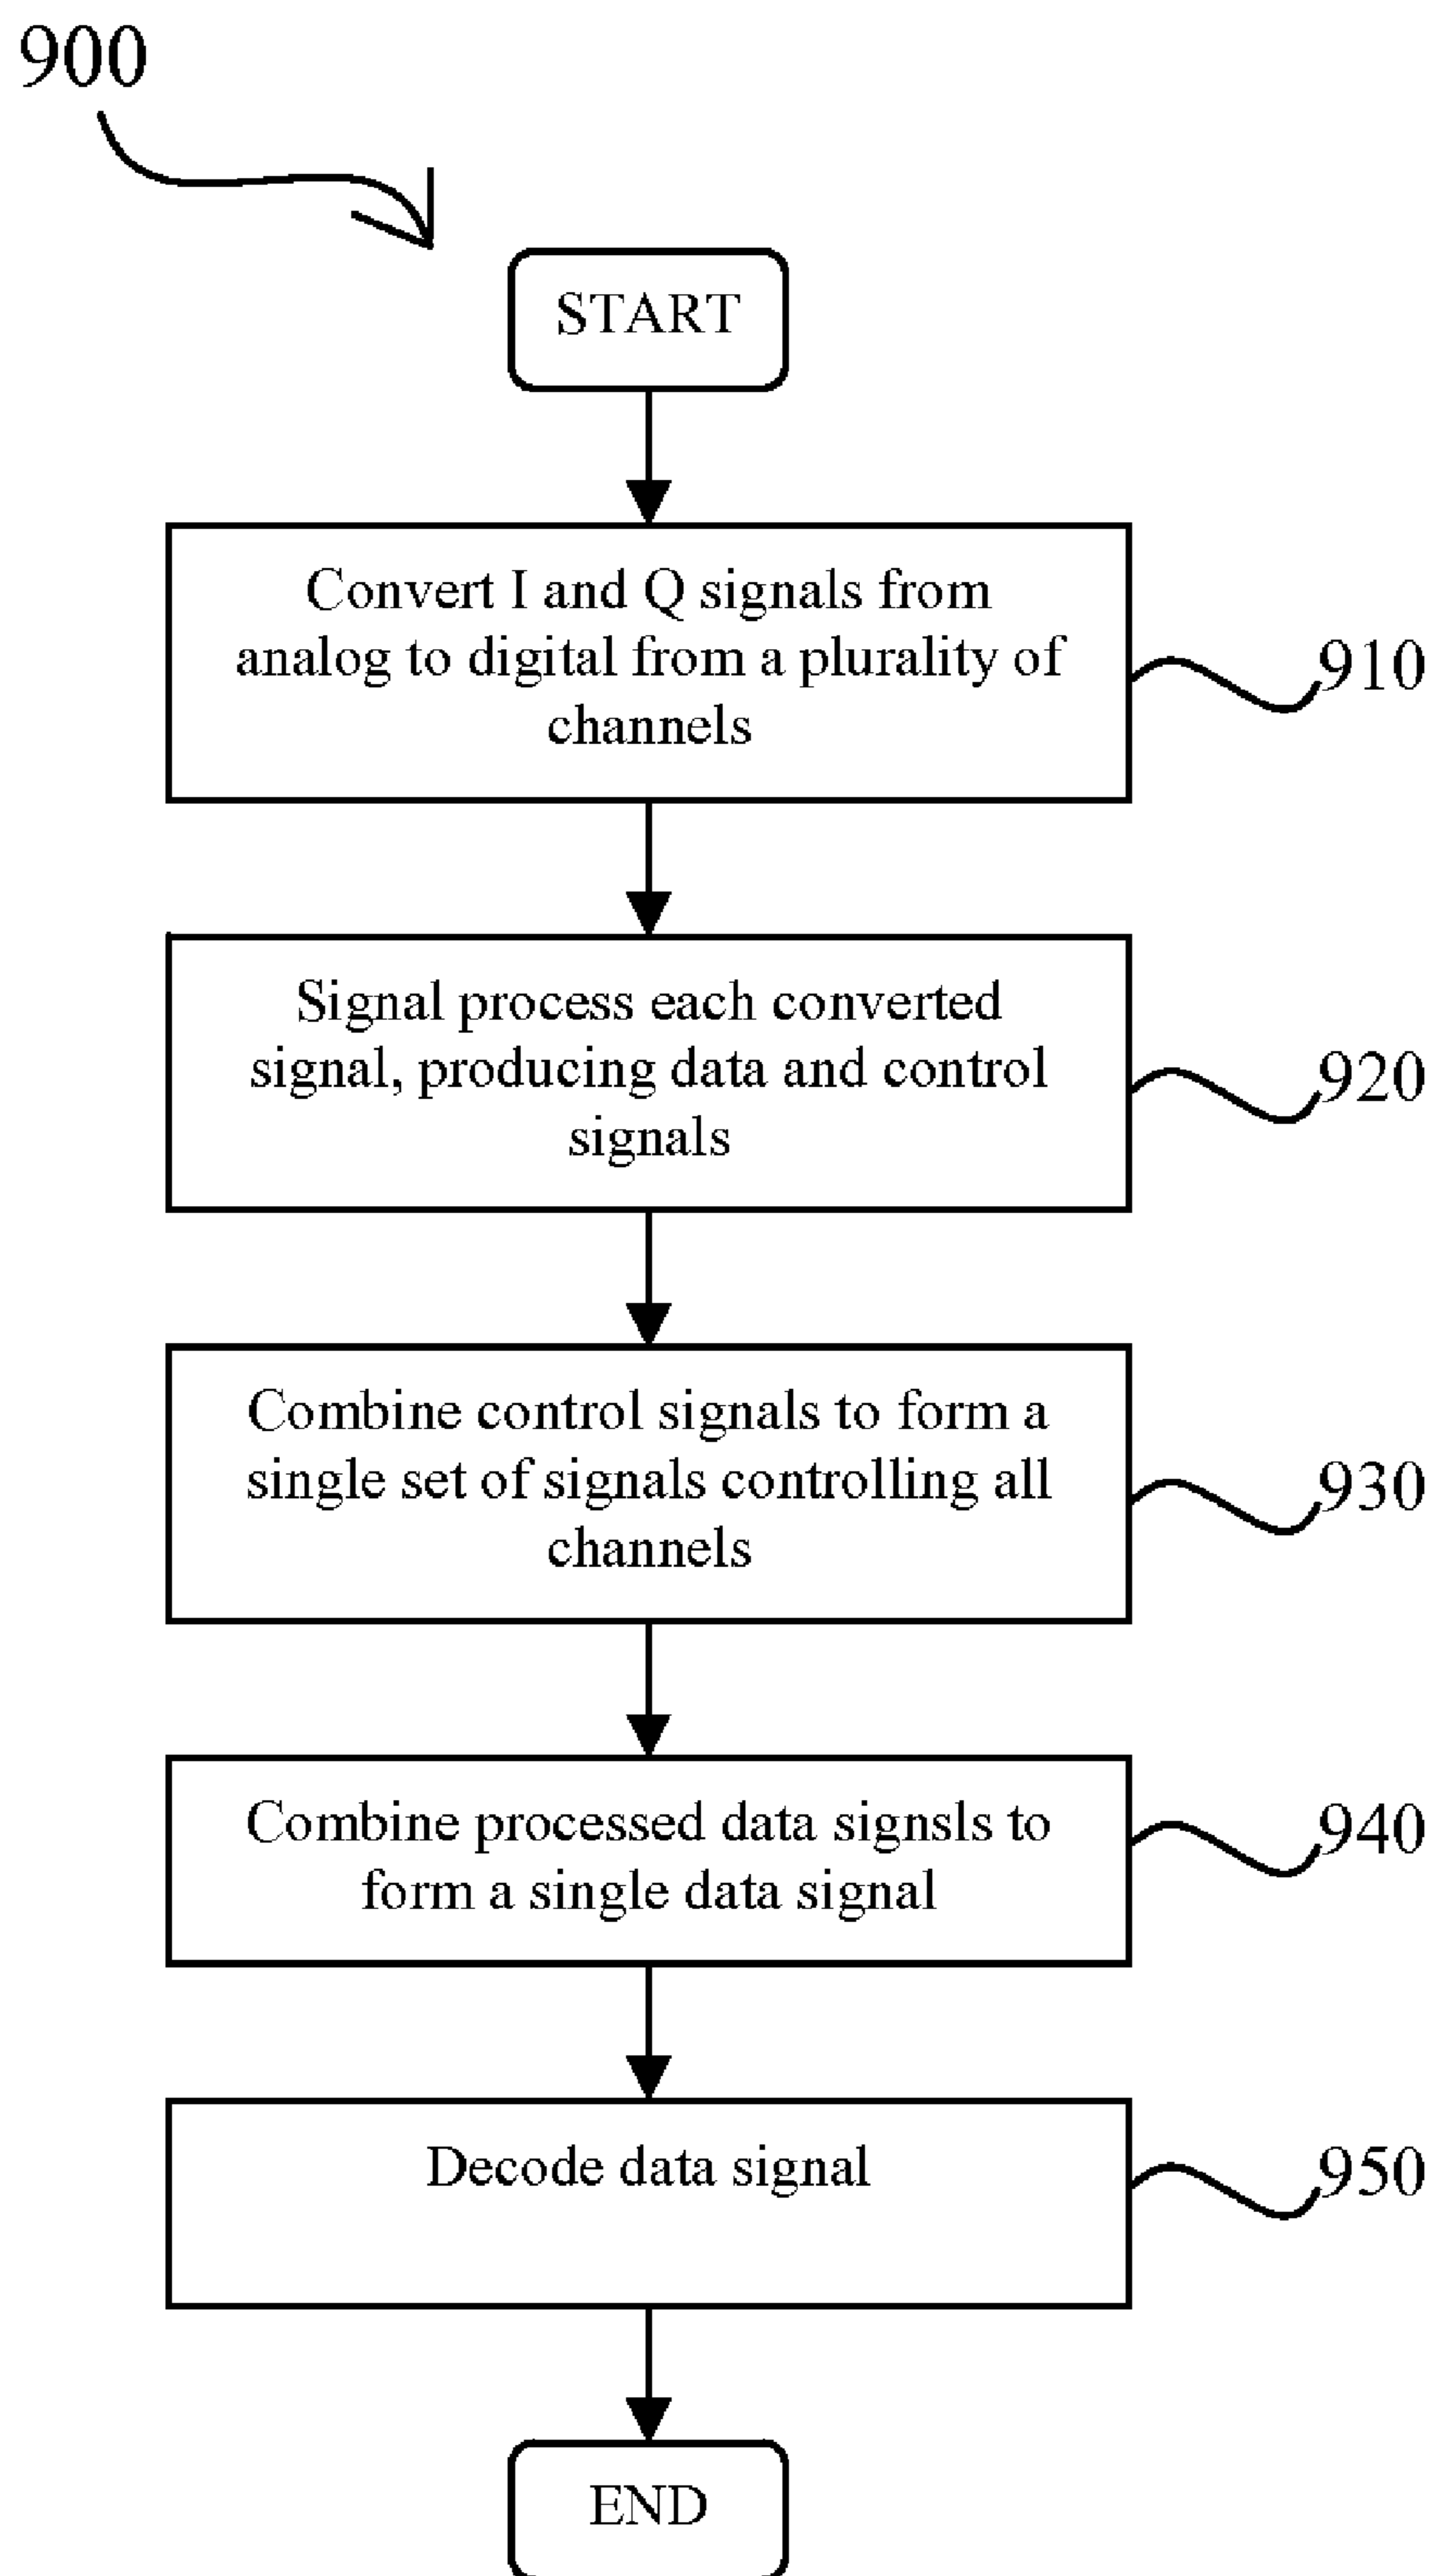 900
START
Convert I and Q signals from
analog to digital from a plurality of
channels
910
Signal process each converted
signal, producing data and control
signals
920
Combine control signals to form a
single set of signals controlling all
channels
930
Combine processed data signsls to
form a single data signal
940
Decode data signal
950
END